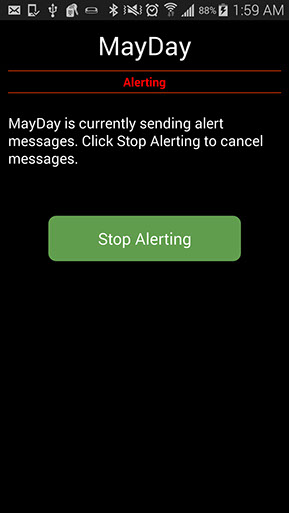 88% 1:59 AM
MayDay
Alerting
MayDay is currently sending alert
messages. Click Stop Alerting to cancel
messages.
Stop Alerting